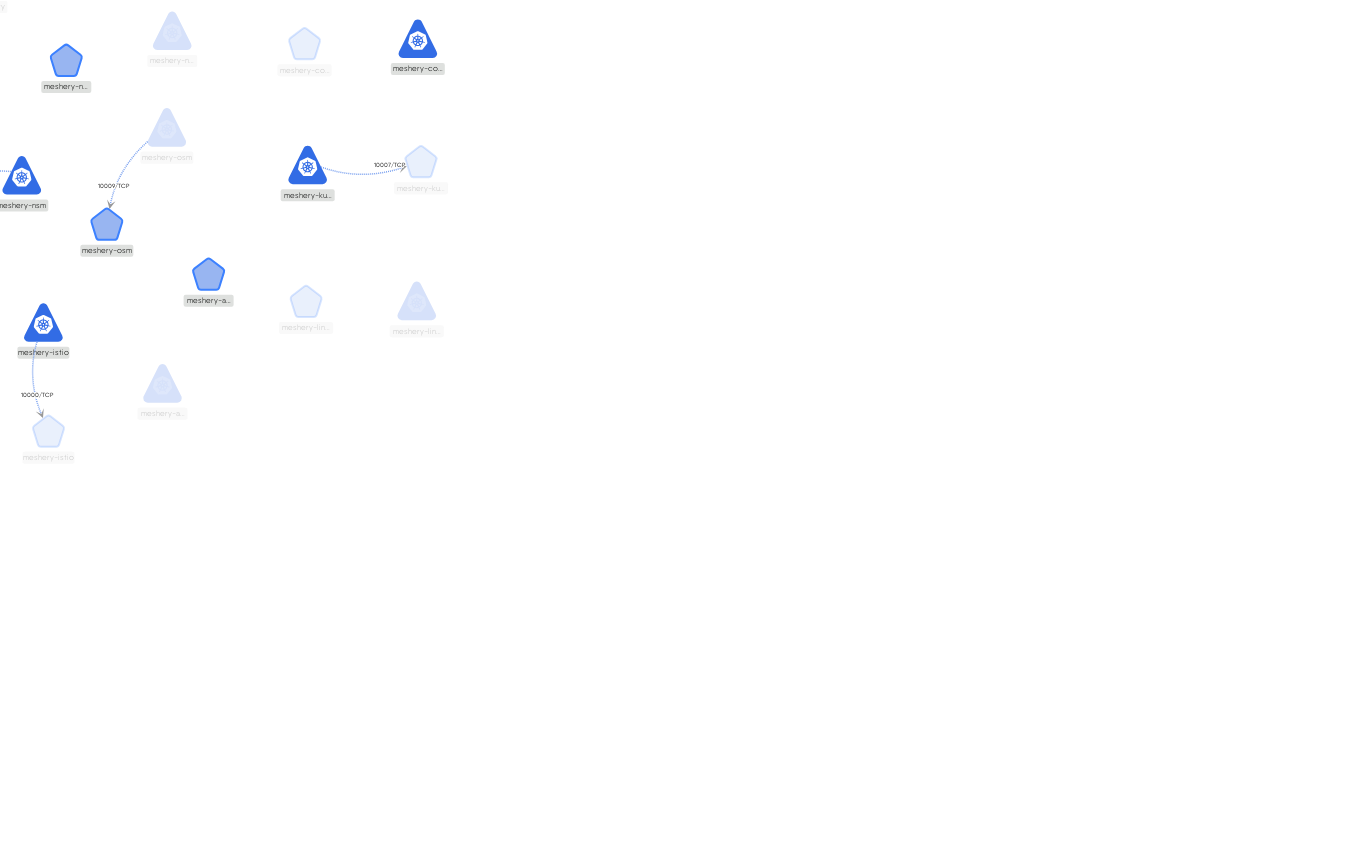 y
meshery-n...
meshery-co...
meshery-co...
meshery-n...
meshery-osm
10007/TCP
10009/TCP
meshery-ku...
meshery-ku...
meshery-nsm
meshery-osm
meshery-a...
meshery-lin...
meshery-lin...
meshery-istio
10000/TCP
meshery-a...
meshery-istio